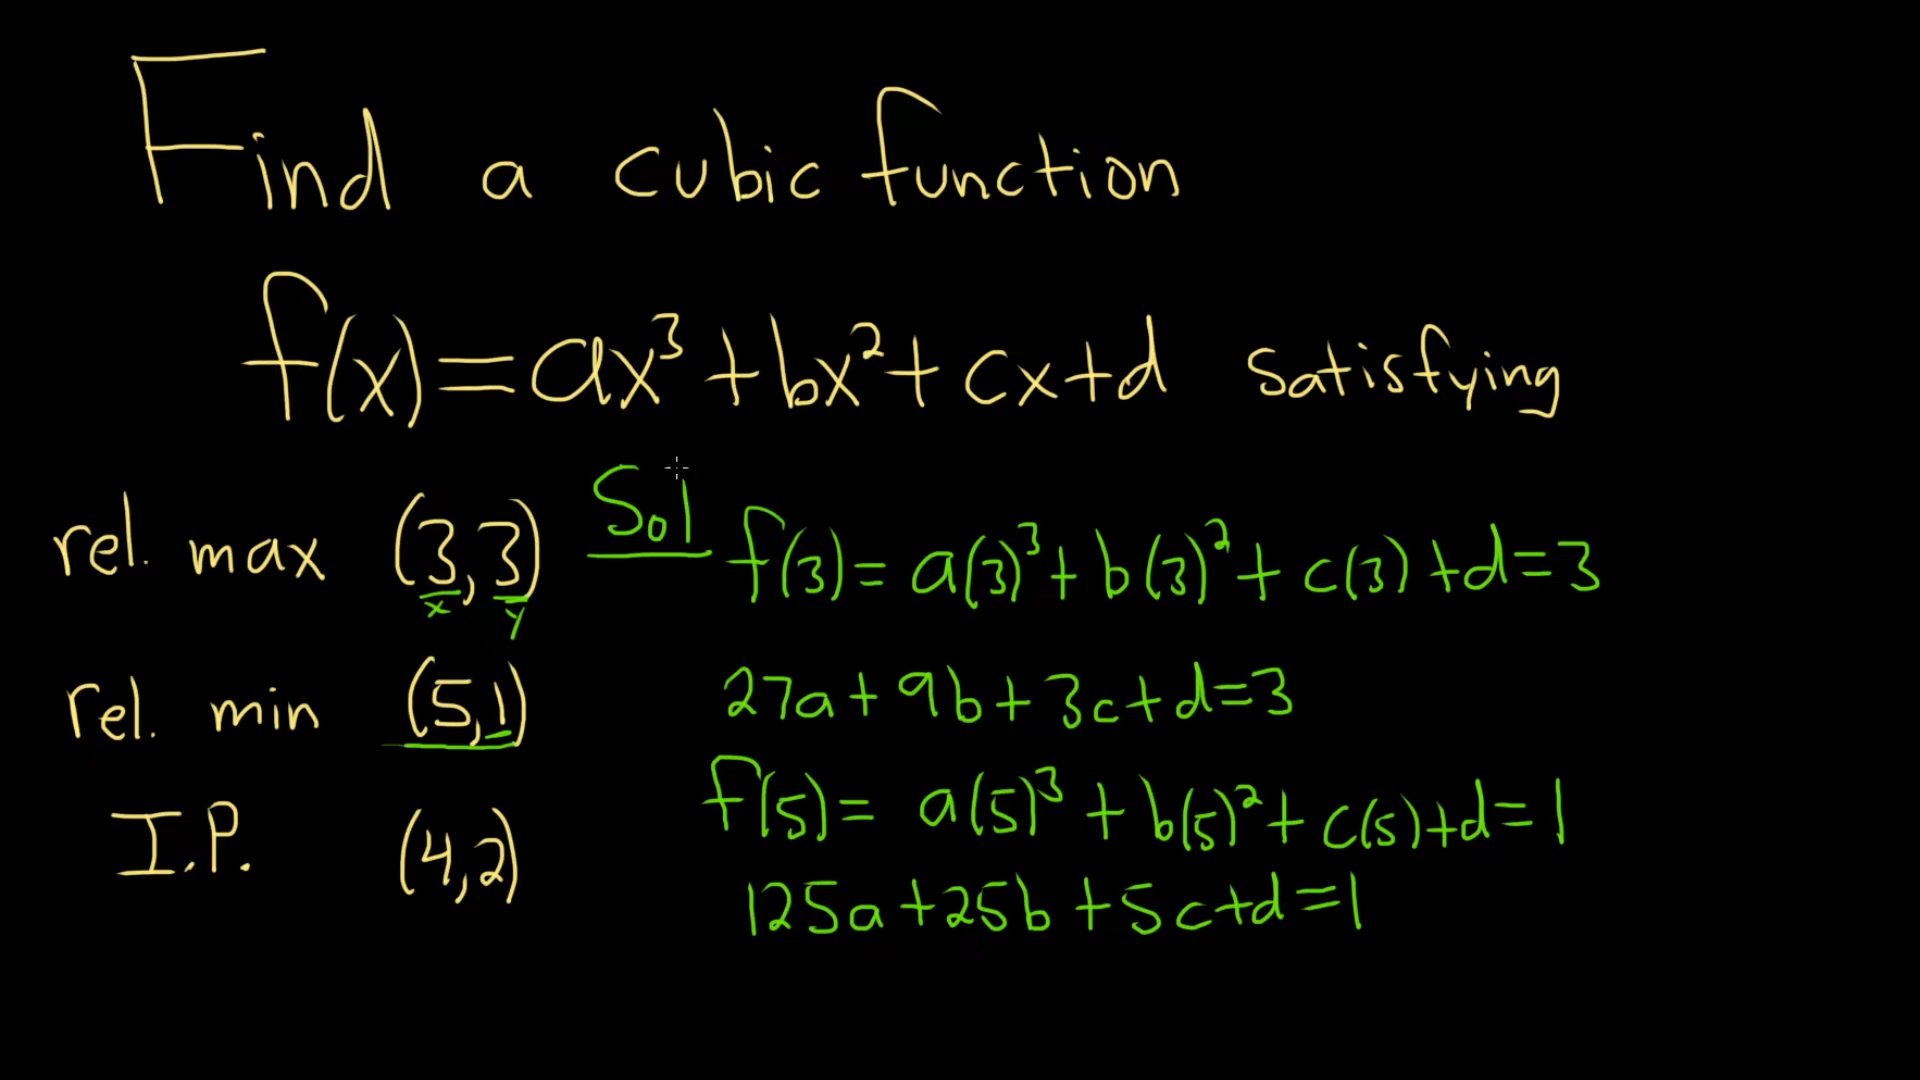 Find a cubic function
f(x)=ax³+bx²+cx+d satisfying
rel. max (3,3)
x y
rel. min (5,1)
I.P. (4,2)
Sol
f(3)= a(3)³+b(3)²+c(3)+d=3
27a+9b+3c+d=3
f(5)= a(5)³+b(5)²+c(5)+d=1
125a+25b+5c+d=1